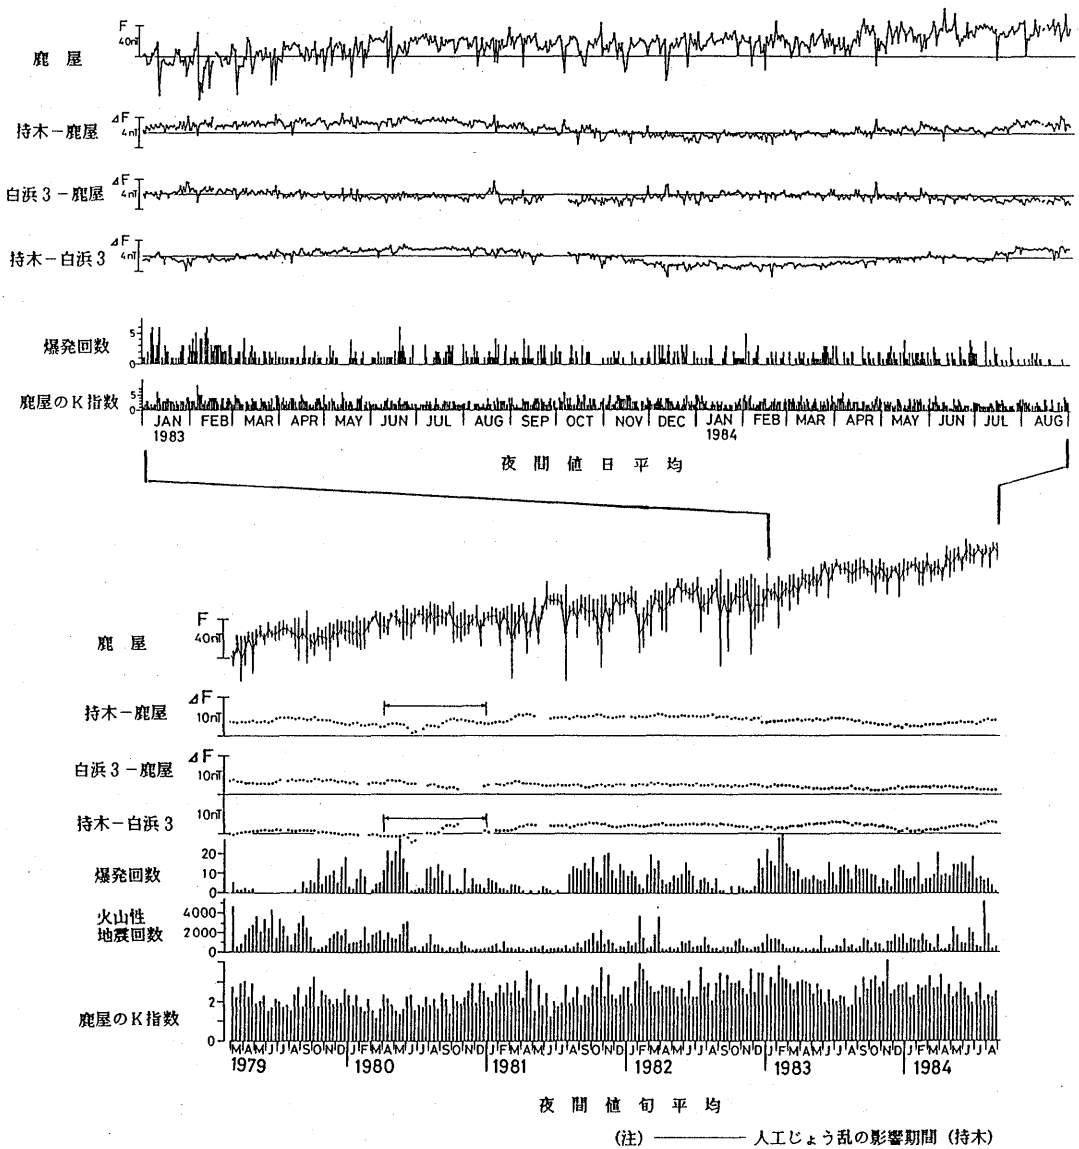 F
40nT
鹿屋
⊿F
4nT
持木－鹿屋
⊿F
4nT
白浜3－鹿屋
⊿F
4nT
持木－白浜3
5
0
爆発回数
5
0
鹿屋のK指数
JAN FEB MAR APR MAY JUN JUL AUG SEP OCT NOV DEC JAN FEB MAR APR MAY JUN JUL AUG
1983 1984
夜間値日平均
F
40nT
鹿屋
⊿F
10nT
持木－鹿屋
⊿F
10nT
白浜3－鹿屋
10nT
持木－白浜3
20
10
0
爆発回数
火山性
地震回数
4000
2000
0
2
0
鹿屋のK指数
M A M J J A S O N D J F M A M J J A S O N D J F M A M J J A S O N D J F M A M J J A S O N D J F M A M J J A S O N D J F M A M J J A
1979 1980 1981 1982 1983 1984
夜間値旬平均
(注) ――― 人工じょう乱の影響期間 (持木)